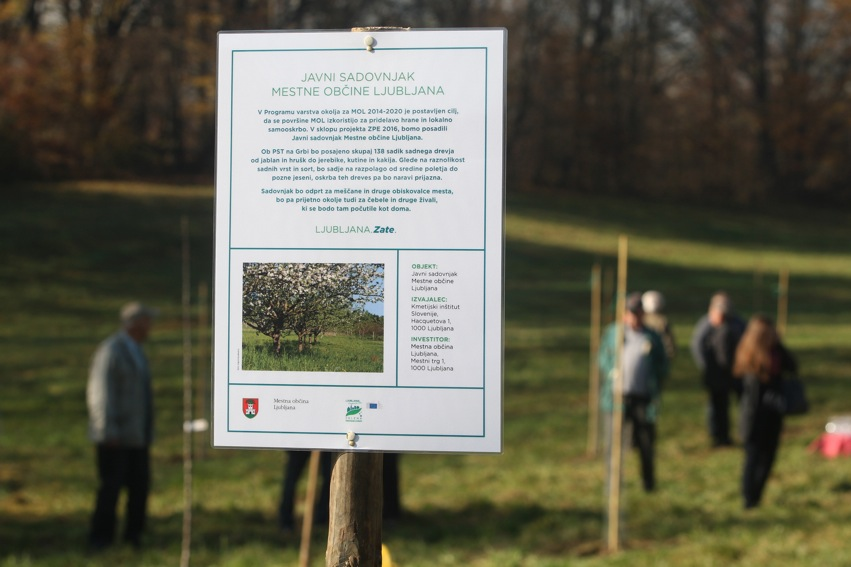 JAVNI SADOVNJAK
MESTNE OBČINE LJUBLJANA
V Programu varstva okolja za MOL 2014-2020 je postavljen cilj,
da se površine MOL izkoristijo za pridelavo hrane in lokalno
samooskrbo. V sklopu projekta ZPE 2016, bomo posadili
Javni sadovnjak Mestne občine Ljubljana.
Ob PST na Grbi bo posajeno skupaj 138 sadik sadnega drevja
od jablan in hrušk do jerebike, kutine in kakija. Glede na raznolikost
sadnih vrst in sort, bo sadje na razpolago od sredine poletja do
pozne jeseni, oskrba teh dreves pa bo naravi prijazna.
Sadovnjak bo odprt za meščane in druge obiskovalce mesta,
bo pa prijetno okolje tudi za čebele in druge živali,
ki se bodo tam počutile kot doma.
LJUBLJANA.Zate.
OBJEKT:
Javni sadovnjak
Mestne občine
Ljubljana
IZVAJALEC:
Kmetijski inštitut
Slovenije,
Hacquetova 1,
1000 Ljubljana
INVESTITOR:
Mestna občina
Ljubljana,
Mestni trg 1,
1000 Ljubljana
Mestna občina
Ljubljana